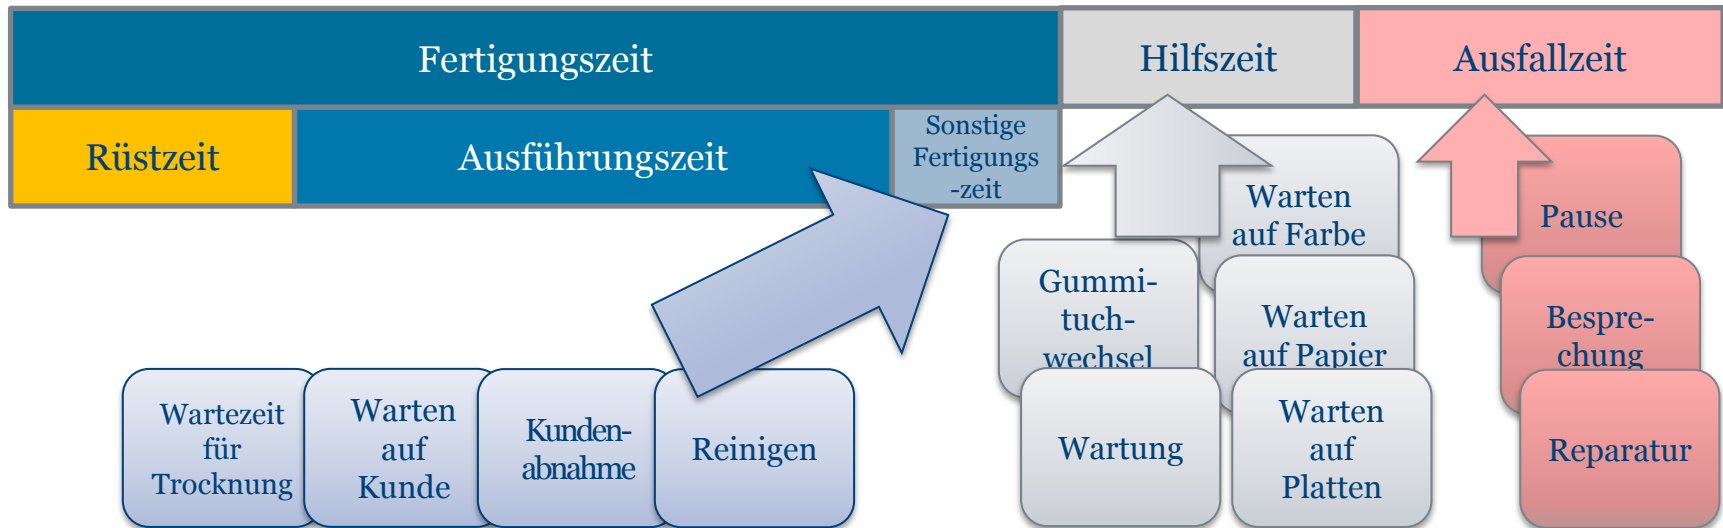 Fertigungszeit
Hilfszeit
Ausfallzeit
Rüstzeit
Ausführungszeit
Sonstige
Fertigungs
-zeit
Warten
auf Farbe
Pause
Gummi-
tuch-
wechsel
Warten
auf Papier
Bespre-
chung
Wartezeit
für
Trocknung
Warten
auf
Kunde
Kunden-
abnahme
Reinigen
Wartung
Warten
auf
Platten
Reparatur